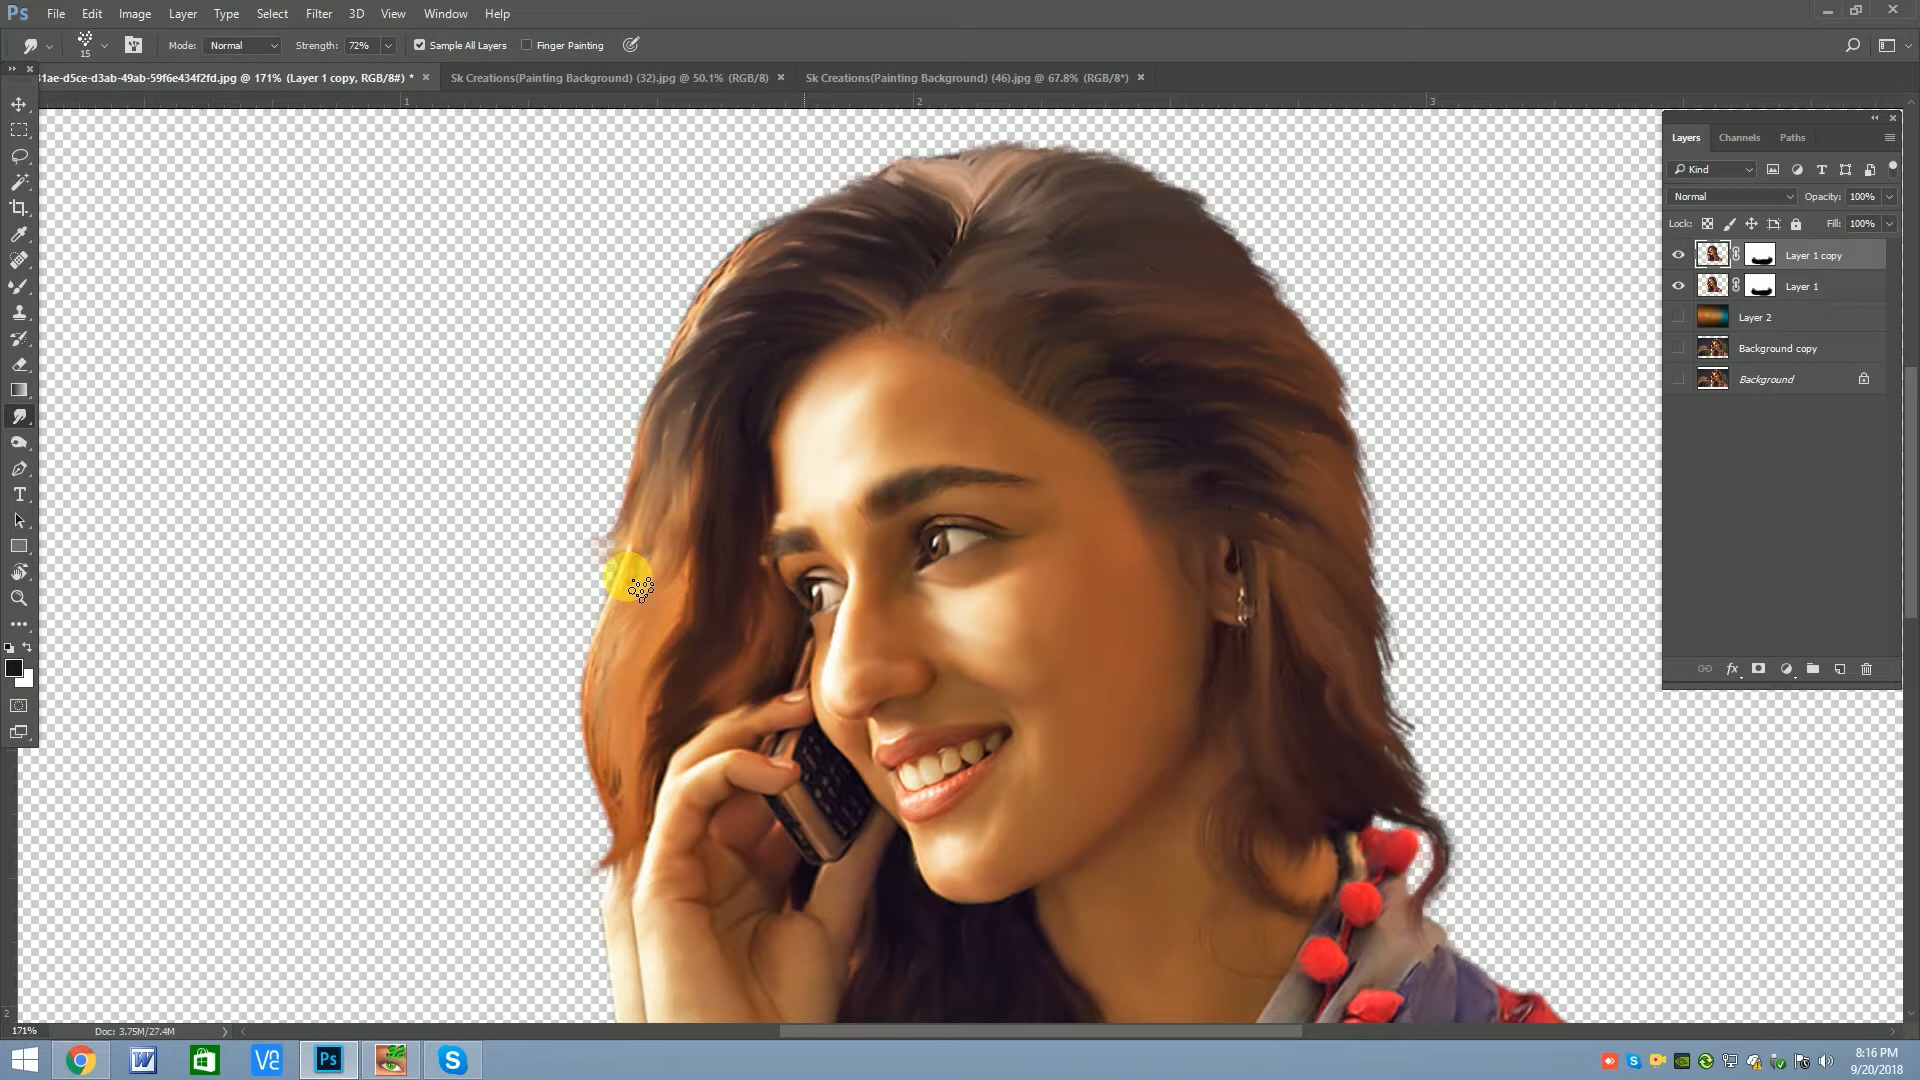 Ps File Edit Image Layer Type Select Filter 3D View Window Help
15 Mode: Normal Strength: 72% Sample All Layers Finger Painting
31ae-d5ce-d3ab-49ab-59f6e434f2fd.jpg @ 171% (Layer 1 copy, RGB/8#) * × Sk Creations(Painting Background) (32).jpg @ 50.1% (RGB/8) × Sk Creations(Painting Background) (46).jpg @ 67.8% (RGB/8*) ×
1 2 3
Layers Channels Paths
Kind
Normal Opacity: 100%
Lock: Fill: 100%
Layer 1 copy
Layer 1
Layer 2
Background copy
Background
2
171% Doc: 3.75M/27.4M
Ps
8:16 PM
9/20/2018